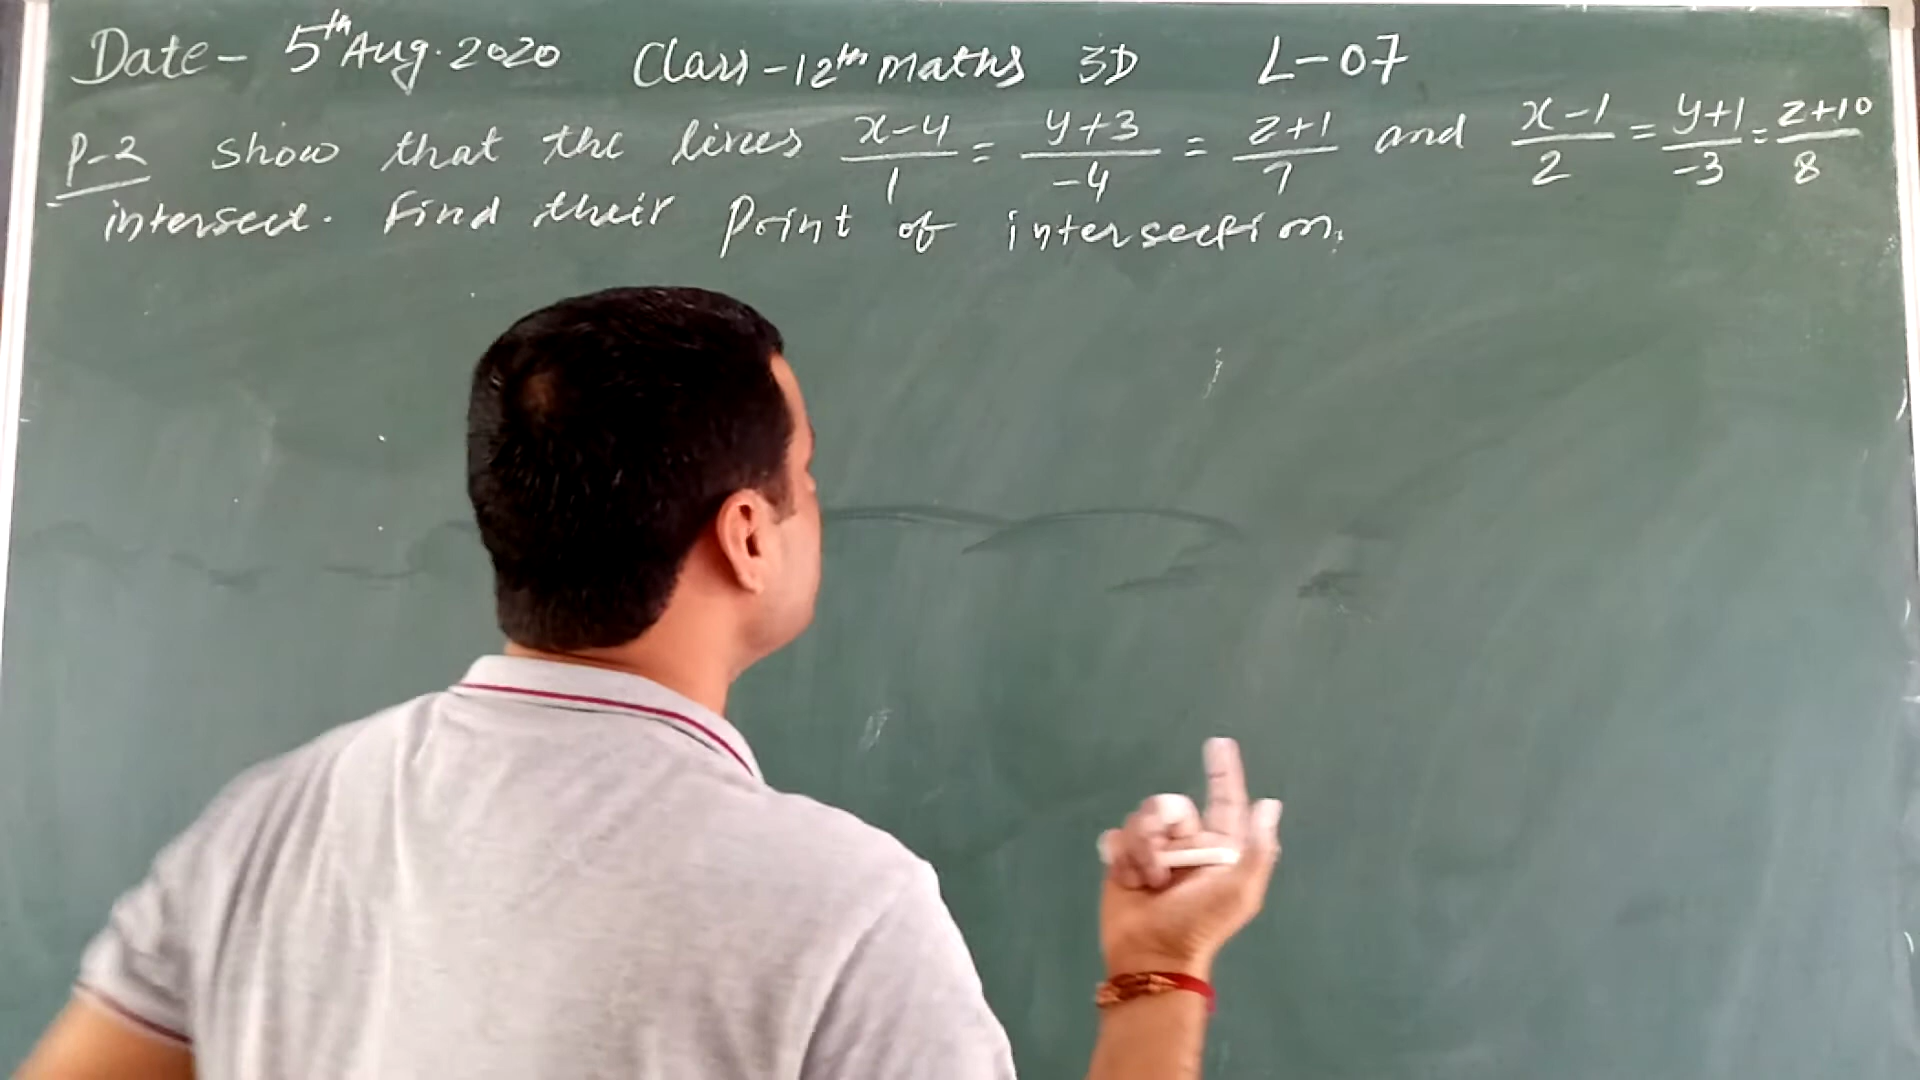 Date - 5th Aug. 2020 Class - 12th maths 3D L-07
P-2 show that the lines (x-4)/1 = (y+3)/-4 = (z+1)/7 and (x-1)/2 = (y+1)/-3 = (z+10)/8
intersect. Find their Point of intersection.